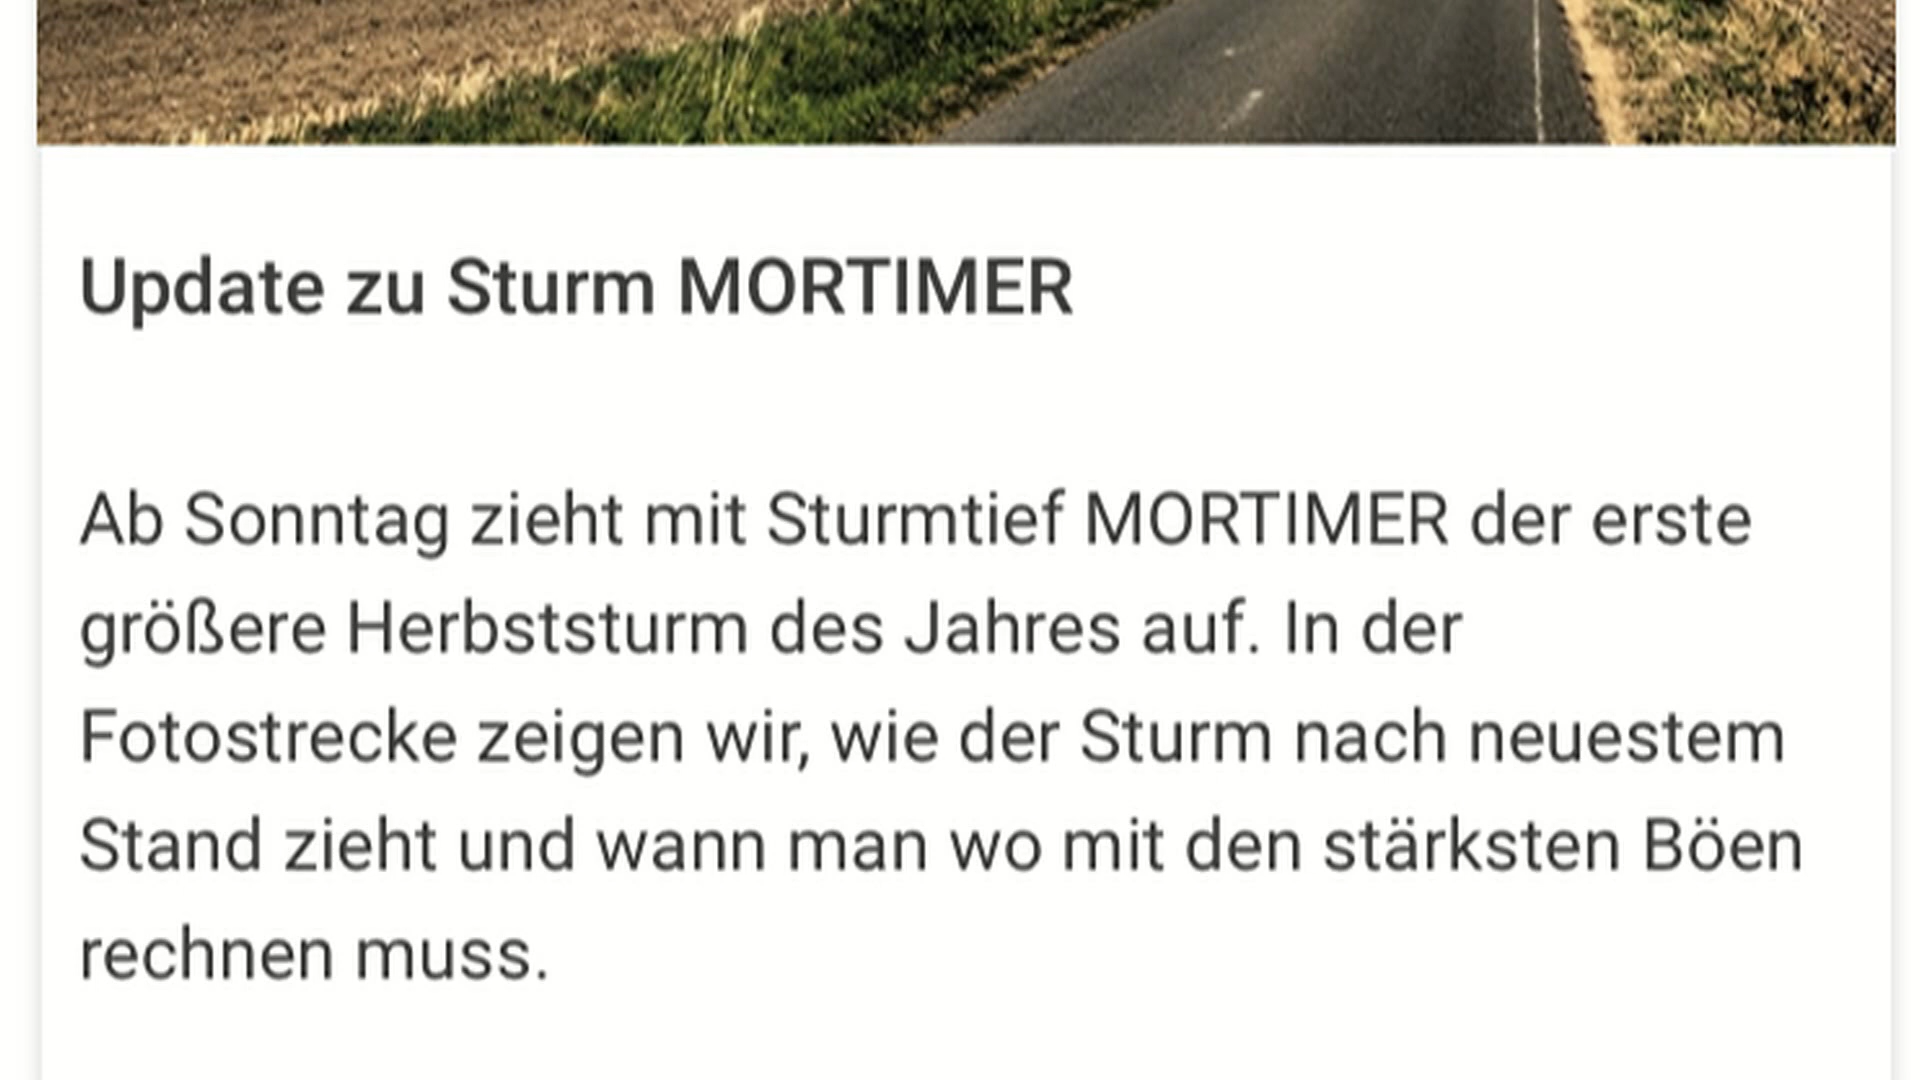 Update zu Sturm MORTIMER
Ab Sonntag zieht mit Sturmtief MORTIMER der erste
größere Herbststurm des Jahres auf. In der
Fotostrecke zeigen wir, wie der Sturm nach neuestem
Stand zieht und wann man wo mit den stärksten Böen
rechnen muss.